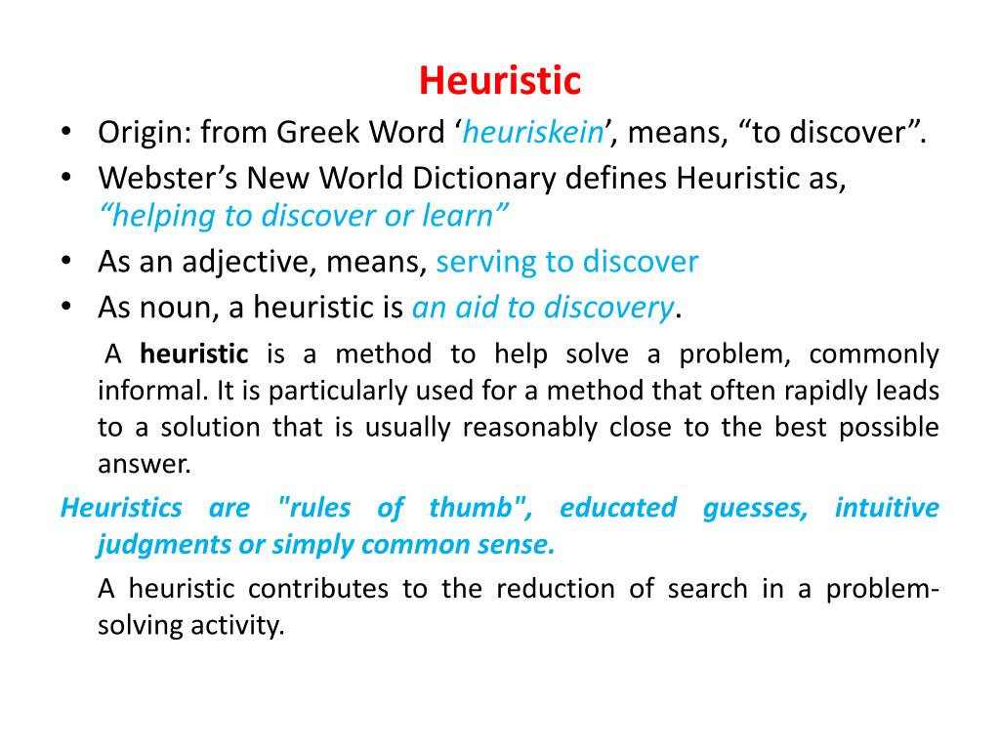 Heuristic
• Origin: from Greek Word ‘heuriskein’, means, “to discover”.
• Webster’s New World Dictionary defines Heuristic as,
“helping to discover or learn”
• As an adjective, means, serving to discover
• As noun, a heuristic is an aid to discovery.
A heuristic is a method to help solve a problem, commonly
informal. It is particularly used for a method that often rapidly leads
to a solution that is usually reasonably close to the best possible
answer.
Heuristics are "rules of thumb", educated guesses, intuitive
judgments or simply common sense.
A heuristic contributes to the reduction of search in a problem-
solving activity.